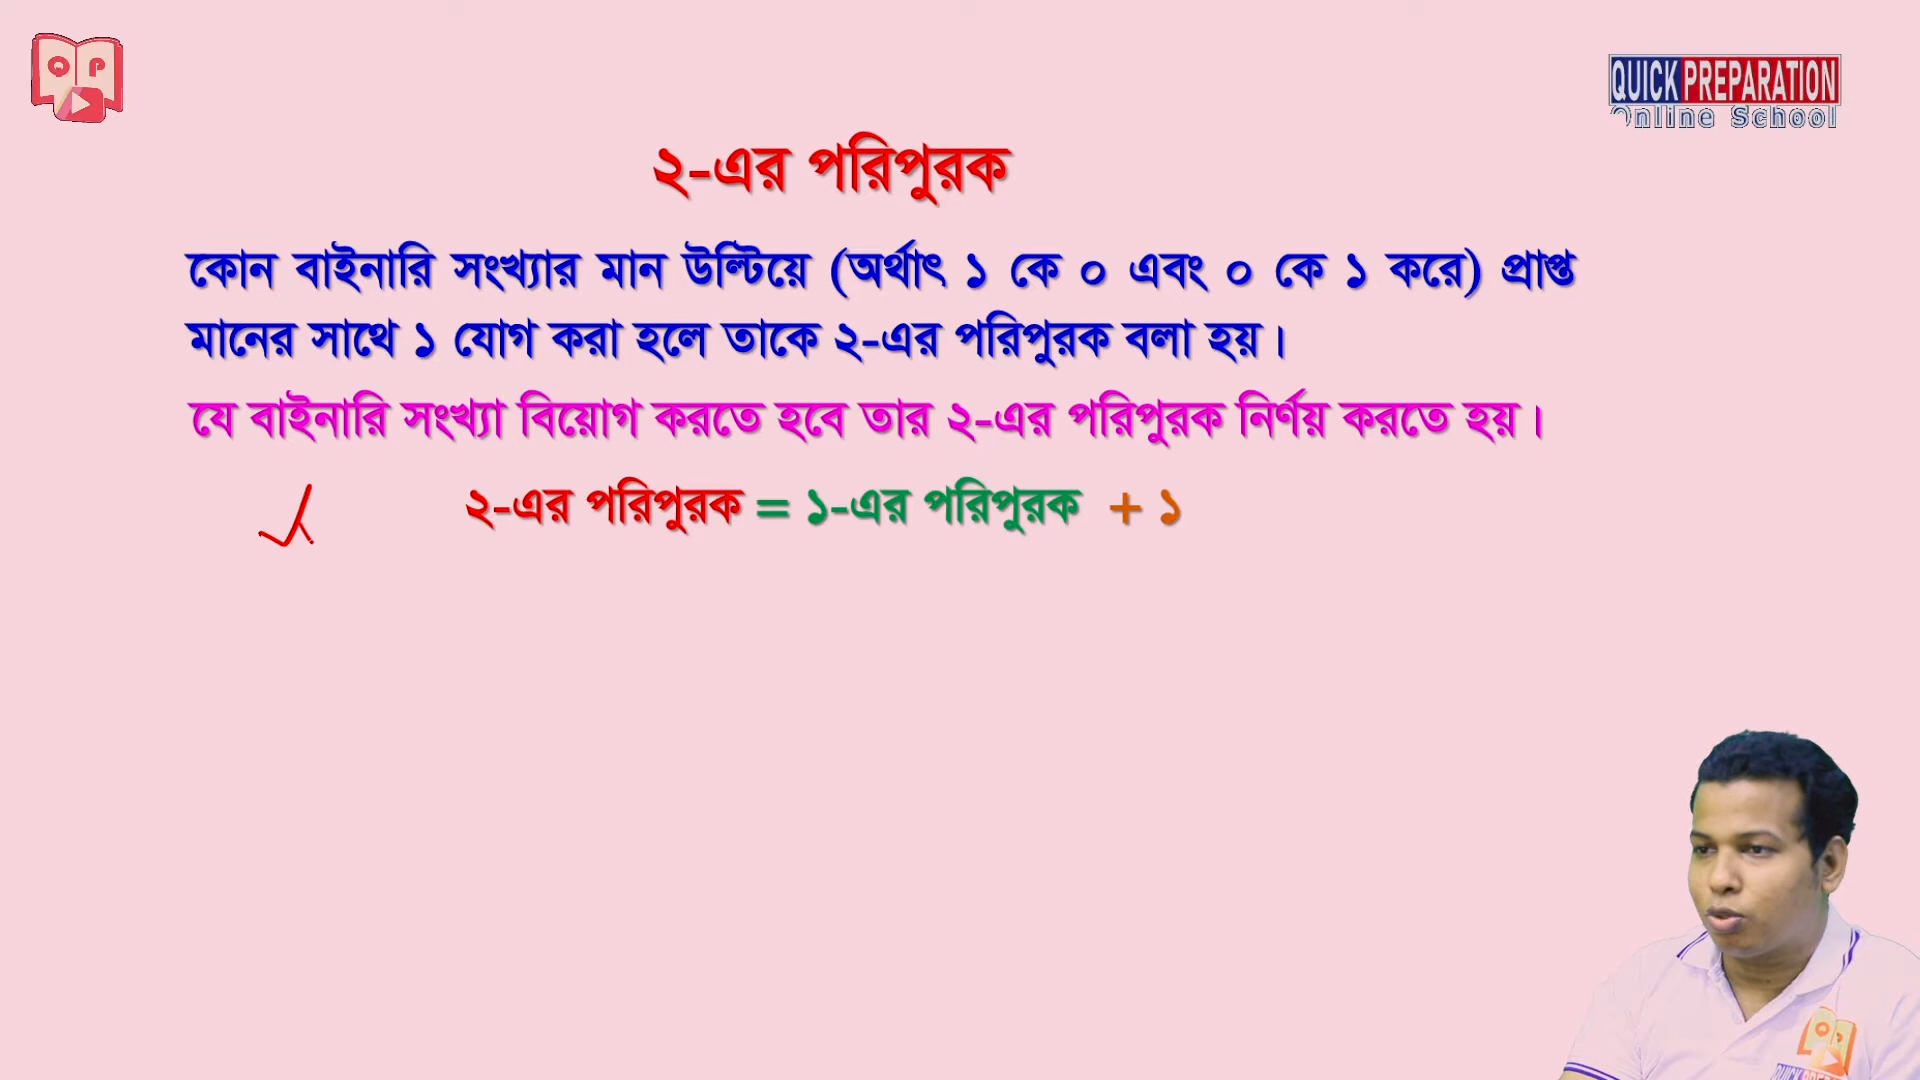 Q P
QUICK PREPARATION
Online School
২-এর পরিপুরক
কোন বাইনারি সংখ্যার মান উল্টিয়ে (অর্থাৎ ১ কে ০ এবং ০ কে ১ করে) প্রাপ্ত
মানের সাথে ১ যোগ করা হলে তাকে ২-এর পরিপুরক বলা হয়।
যে বাইনারি সংখ্যা বিয়োগ করতে হবে তার ২-এর পরিপুরক নির্ণয় করতে হয়।
২-এর পরিপুরক = ১-এর পরিপুরক + ১